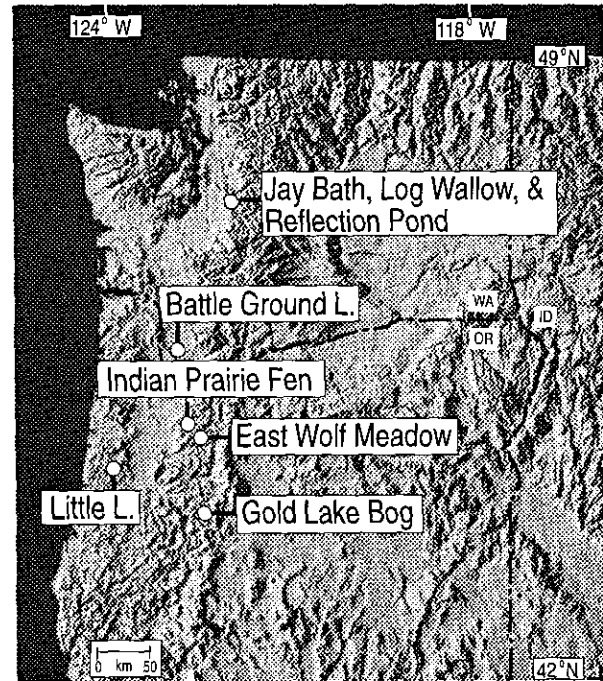 124° W
118° W
49°N
Jay Bath, Log Wallow, &
Reflection Pond
WA
ID
OR
Battle Ground L.
Indian Prairie Fen
East Wolf Meadow
Little L.
Gold Lake Bog
0 km 50
42°N